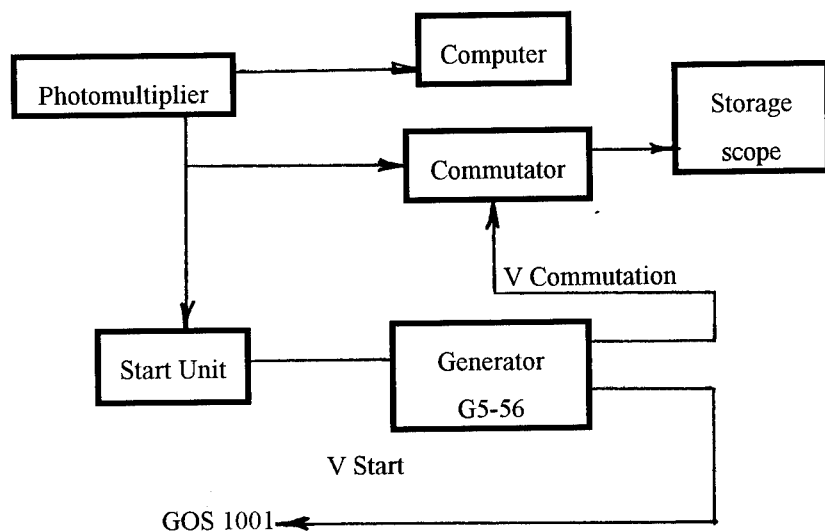 Computer
Photomultiplier
Storage
scope
Commutator
V Commutation
Start Unit
Generator
G5-56
V Start
GOS 1001